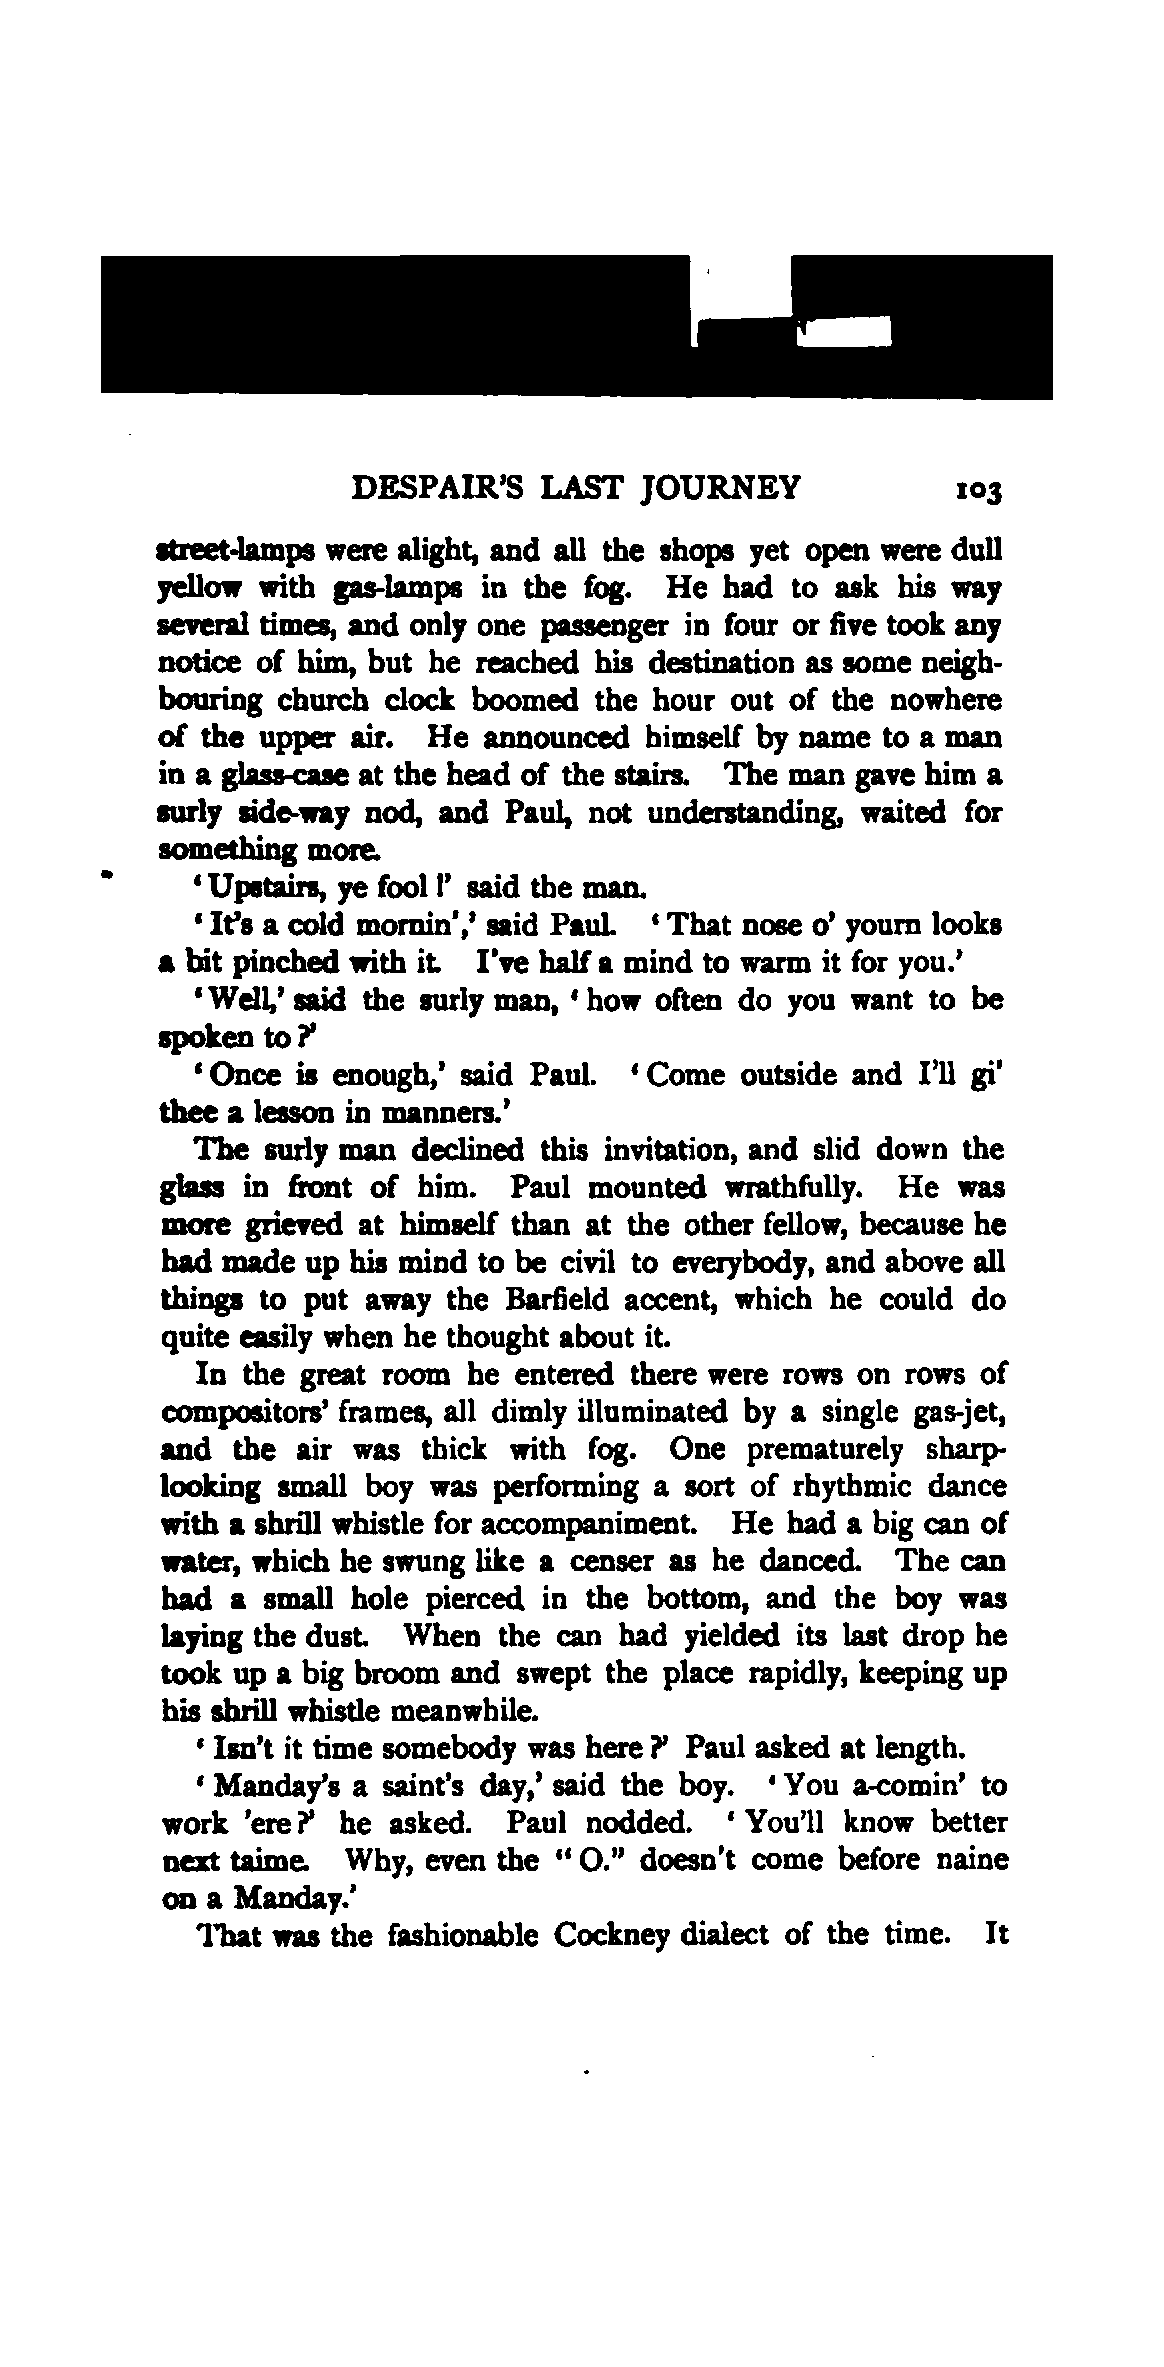 DESPAIR'S LAST JOURNEY 103
street-lamps were alight, and all the shops yet open were dull
yellow with gas-lamps in the fog. He had to ask his way
several times, and only one passenger in four or five took any
notice of him, but he reached his destination as some neigh-
bouring church clock boomed the hour out of the nowhere
of the upper air. He announced himself by name to a man
in a glass-case at the head of the stairs. The man gave him a
surly side-way nod, and Paul, not understanding, waited for
something more.
'Upstairs, ye fool!' said the man.
'It's a cold mornin',' said Paul. 'That nose o' yourn looks
a bit pinched with it. I've half a mind to warm it for you.'
'Well,' said the surly man, 'how often do you want to be
spoken to?'
'Once is enough,' said Paul. 'Come outside and I'll gi'
thee a lesson in manners.'
The surly man declined this invitation, and slid down the
glass in front of him. Paul mounted wrathfully. He was
more grieved at himself than at the other fellow, because he
had made up his mind to be civil to everybody, and above all
things to put away the Barfield accent, which he could do
quite easily when he thought about it.
In the great room he entered there were rows on rows of
compositors' frames, all dimly illuminated by a single gas-jet,
and the air was thick with fog. One prematurely sharp-
looking small boy was performing a sort of rhythmic dance
with a shrill whistle for accompaniment. He had a big can of
water, which he swung like a censer as he danced. The can
had a small hole pierced in the bottom, and the boy was
laying the dust. When the can had yielded its last drop he
took up a big broom and swept the place rapidly, keeping up
his shrill whistle meanwhile.
'Isn't it time somebody was here?' Paul asked at length.
'Manday's a saint's day,' said the boy. 'You a-comin' to
work 'ere?' he asked. Paul nodded. 'You'll know better
next taime. Why, even the "O." doesn't come before naine
on a Manday.'
That was the fashionable Cockney dialect of the time. It